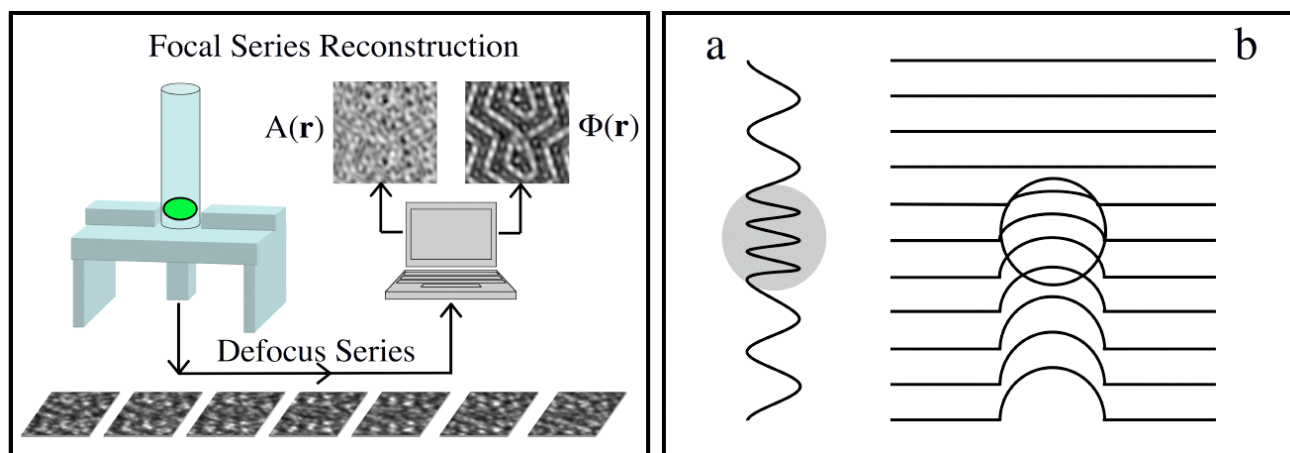 Focal Series Reconstruction
A(r)
Φ(r)
Defocus Series
a
b